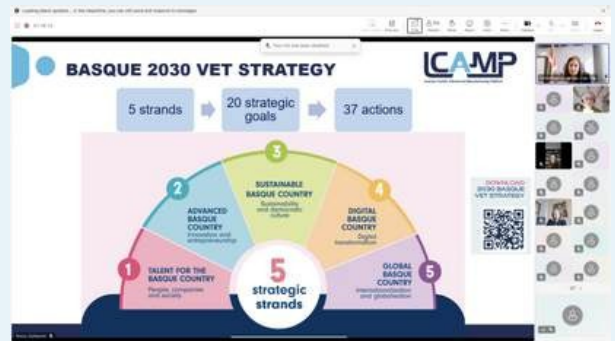 BASQUE 2030 VET STRATEGY
ICAMP
5 strands
20 strategic
goals
37 actions
1
TALENT FOR THE
BASQUE COUNTRY
People, companies
and society
2
ADVANCED
BASQUE
COUNTRY
Innovation and
entrepreneurship
3
SUSTAINABLE
BASQUE COUNTRY
Sustainability
and democratic
culture
4
DIGITAL
BASQUE
COUNTRY
Digital
transformation
5
GLOBAL
BASQUE
COUNTRY
Internationalization
and globalisation
5
strategic
strands
DOWNLOAD
2030 BASQUE
VET STRATEGY